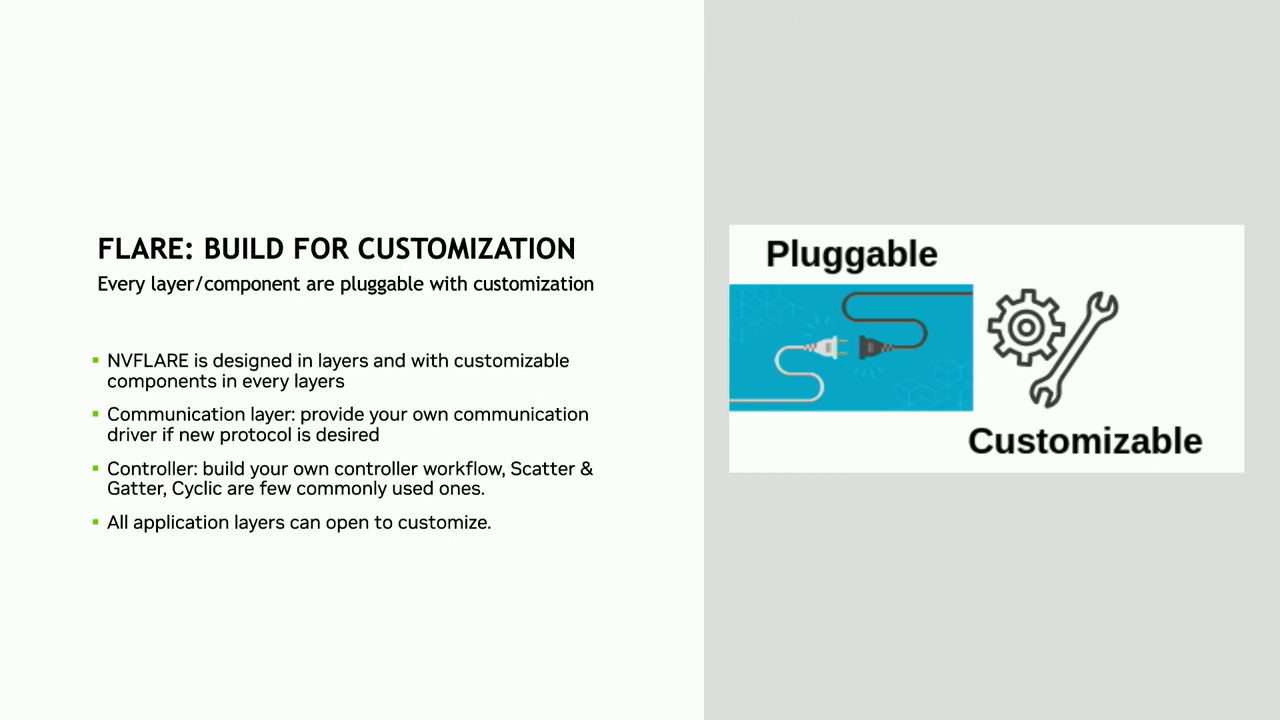 FLARE: BUILD FOR CUSTOMIZATION
Every layer/component are pluggable with customization
▪ NVFLARE is designed in layers and with customizable
components in every layers
▪ Communication layer: provide your own communication
driver if new protocol is desired
▪ Controller: build your own controller workflow, Scatter &
Gatter, Cyclic are few commonly used ones.
▪ All application layers can open to customize.
Pluggable
Customizable